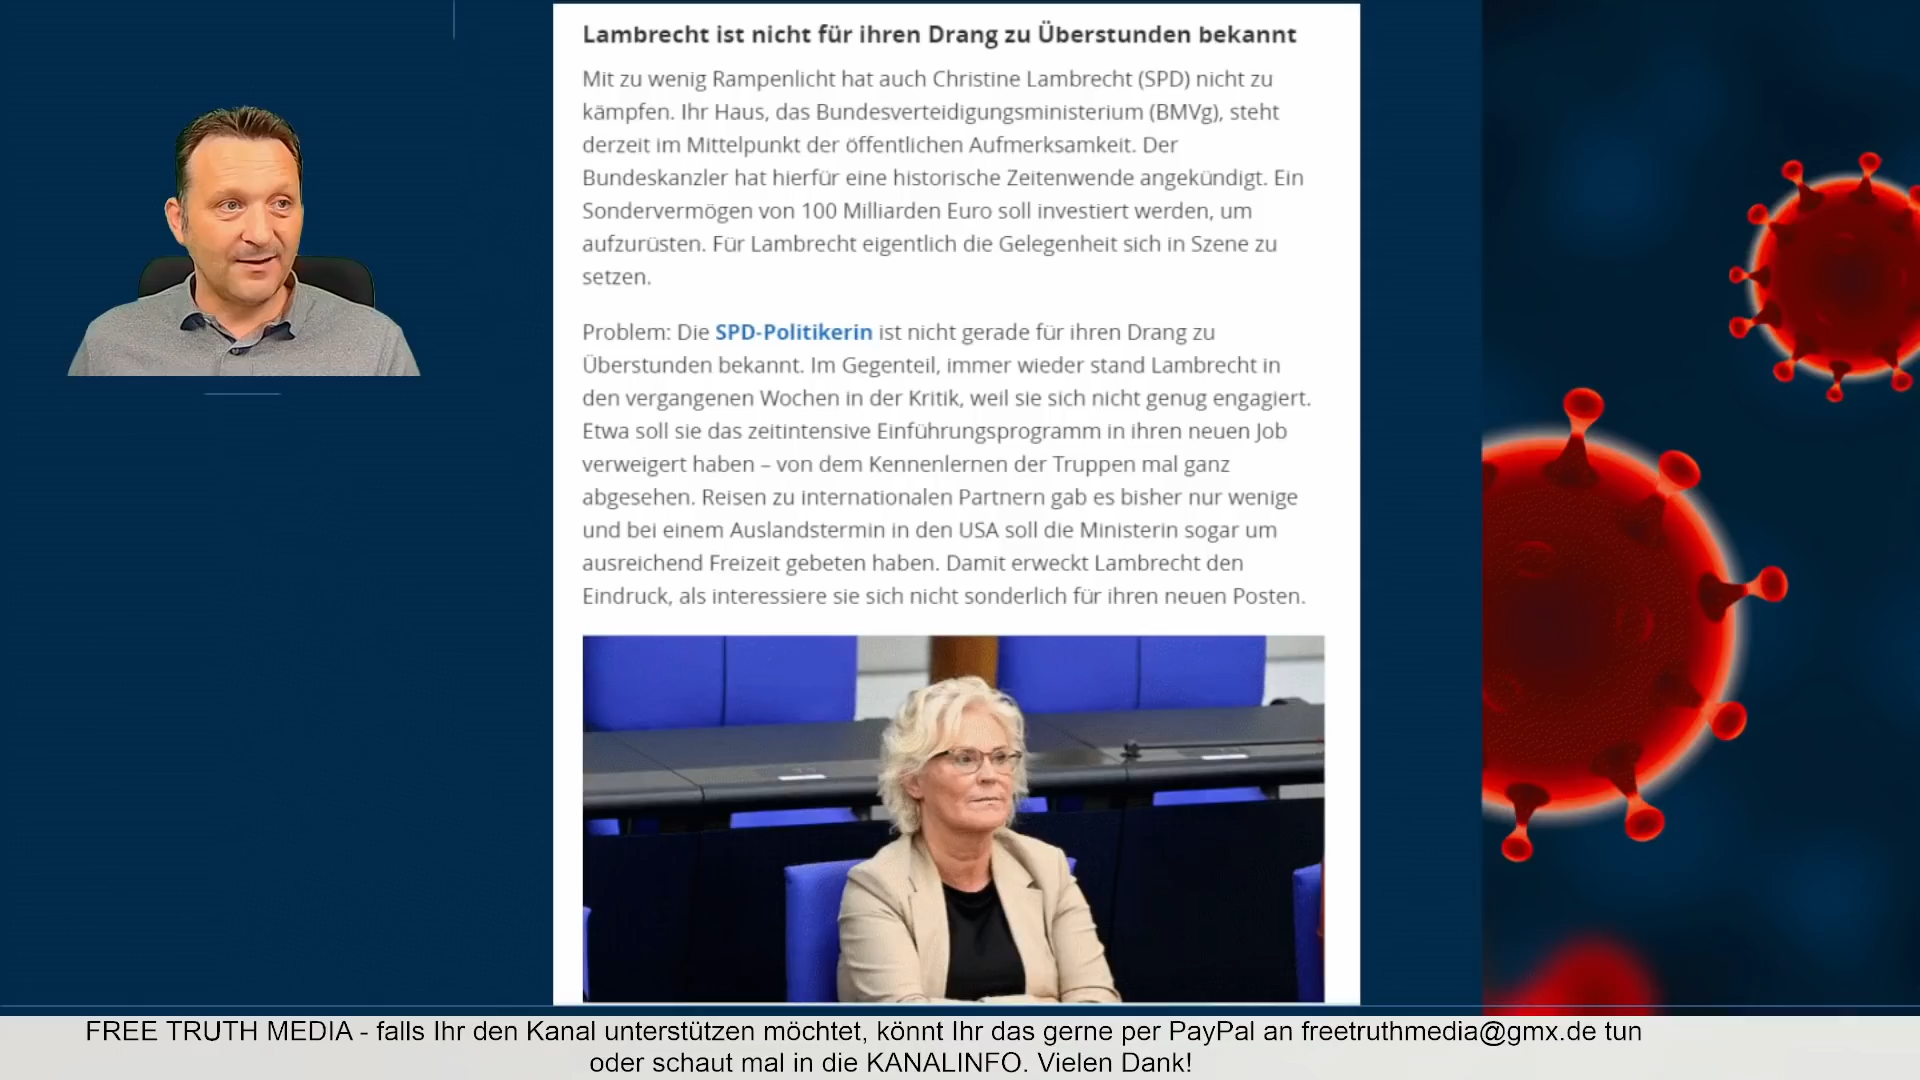 Lambrecht ist nicht für ihren Drang zu Überstunden bekannt
Mit zu wenig Rampenlicht hat auch Christine Lambrecht (SPD) nicht zu
kämpfen. Ihr Haus, das Bundesverteidigungsministerium (BMVg), steht
derzeit im Mittelpunkt der öffentlichen Aufmerksamkeit. Der
Bundeskanzler hat hierfür eine historische Zeitenwende angekündigt. Ein
Sondervermögen von 100 Milliarden Euro soll investiert werden, um
aufzurüsten. Für Lambrecht eigentlich die Gelegenheit sich in Szene zu
setzen.
Problem: Die SPD-Politikerin ist nicht gerade für ihren Drang zu
Überstunden bekannt. Im Gegenteil, immer wieder stand Lambrecht in
den vergangenen Wochen in der Kritik, weil sie sich nicht genug engagiert.
Etwa soll sie das zeitintensive Einführungsprogramm in ihren neuen Job
verweigert haben – von dem Kennenlernen der Truppen mal ganz
abgesehen. Reisen zu internationalen Partnern gab es bisher nur wenige
und bei einem Auslandstermin in den USA soll die Ministerin sogar um
ausreichend Freizeit gebeten haben. Damit erweckt Lambrecht den
Eindruck, als interessiere sie sich nicht sonderlich für ihren neuen Posten.
FREE TRUTH MEDIA - falls Ihr den Kanal unterstützen möchtet, könnt Ihr das gerne per PayPal an freetruthmedia@gmx.de tun
oder schaut mal in die KANALINFO. Vielen Dank!